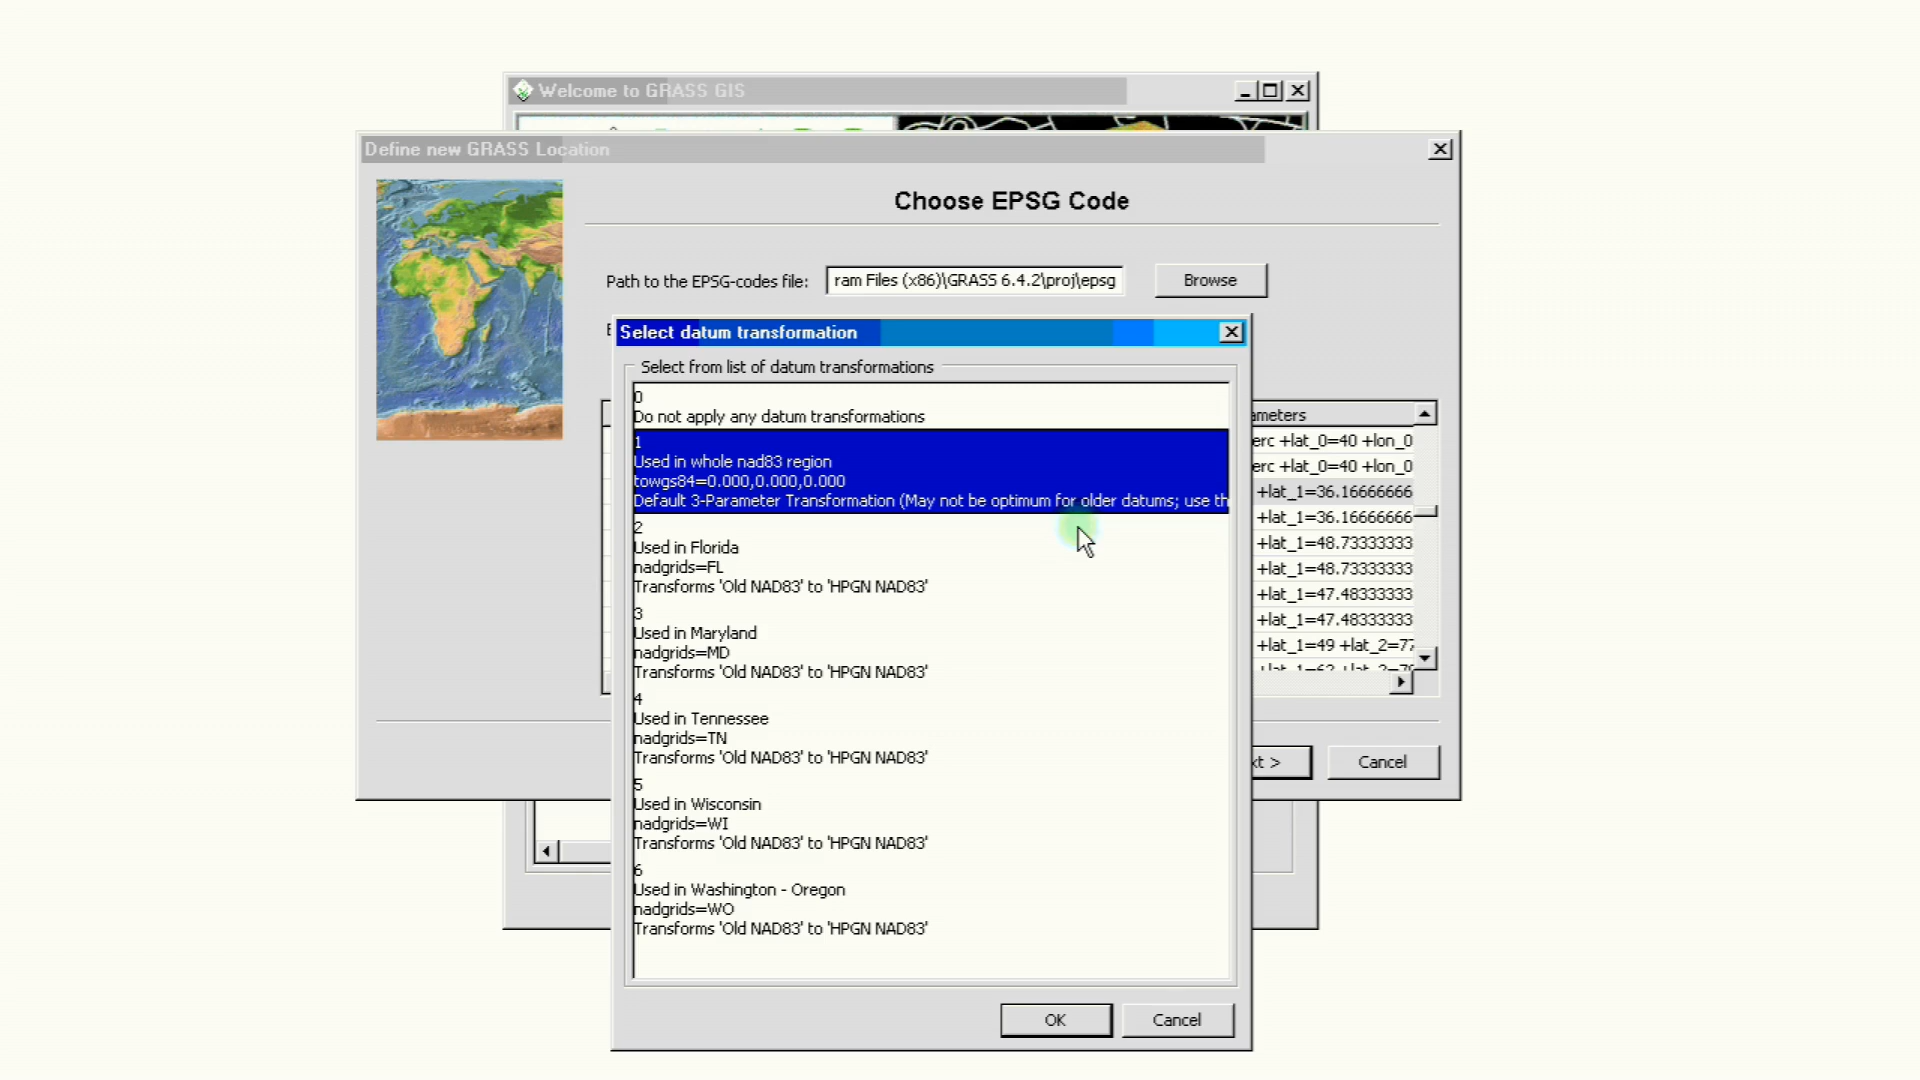 Welcome to GRASS GIS
Define new GRASS Location
Choose EPSG Code
Path to the EPSG-codes file:
ram Files (x86)\GRASS 6.4.2\proj\epsg
Browse
Select datum transformation
Select from list of datum transformations
0
Do not apply any datum transformations
1
Used in whole nad83 region
towgs84=0.000,0.000,0.000
Default 3-Parameter Transformation (May not be optimum for older datums; use th
2
Used in Florida
nadgrids=FL
Transforms 'Old NAD83' to 'HPGN NAD83'
3
Used in Maryland
nadgrids=MD
Transforms 'Old NAD83' to 'HPGN NAD83'
4
Used in Tennessee
nadgrids=TN
Transforms 'Old NAD83' to 'HPGN NAD83'
5
Used in Wisconsin
nadgrids=WI
Transforms 'Old NAD83' to 'HPGN NAD83'
6
Used in Washington - Oregon
nadgrids=WO
Transforms 'Old NAD83' to 'HPGN NAD83'
OK
Cancel
ameters
erc +lat_0=40 +lon_0
erc +lat_0=40 +lon_0
+lat_1=36.16666666
+lat_1=36.16666666
+lat_1=48.73333333
+lat_1=48.73333333
+lat_1=47.48333333
+lat_1=47.48333333
+lat_1=49 +lat_2=77
xt >
Cancel